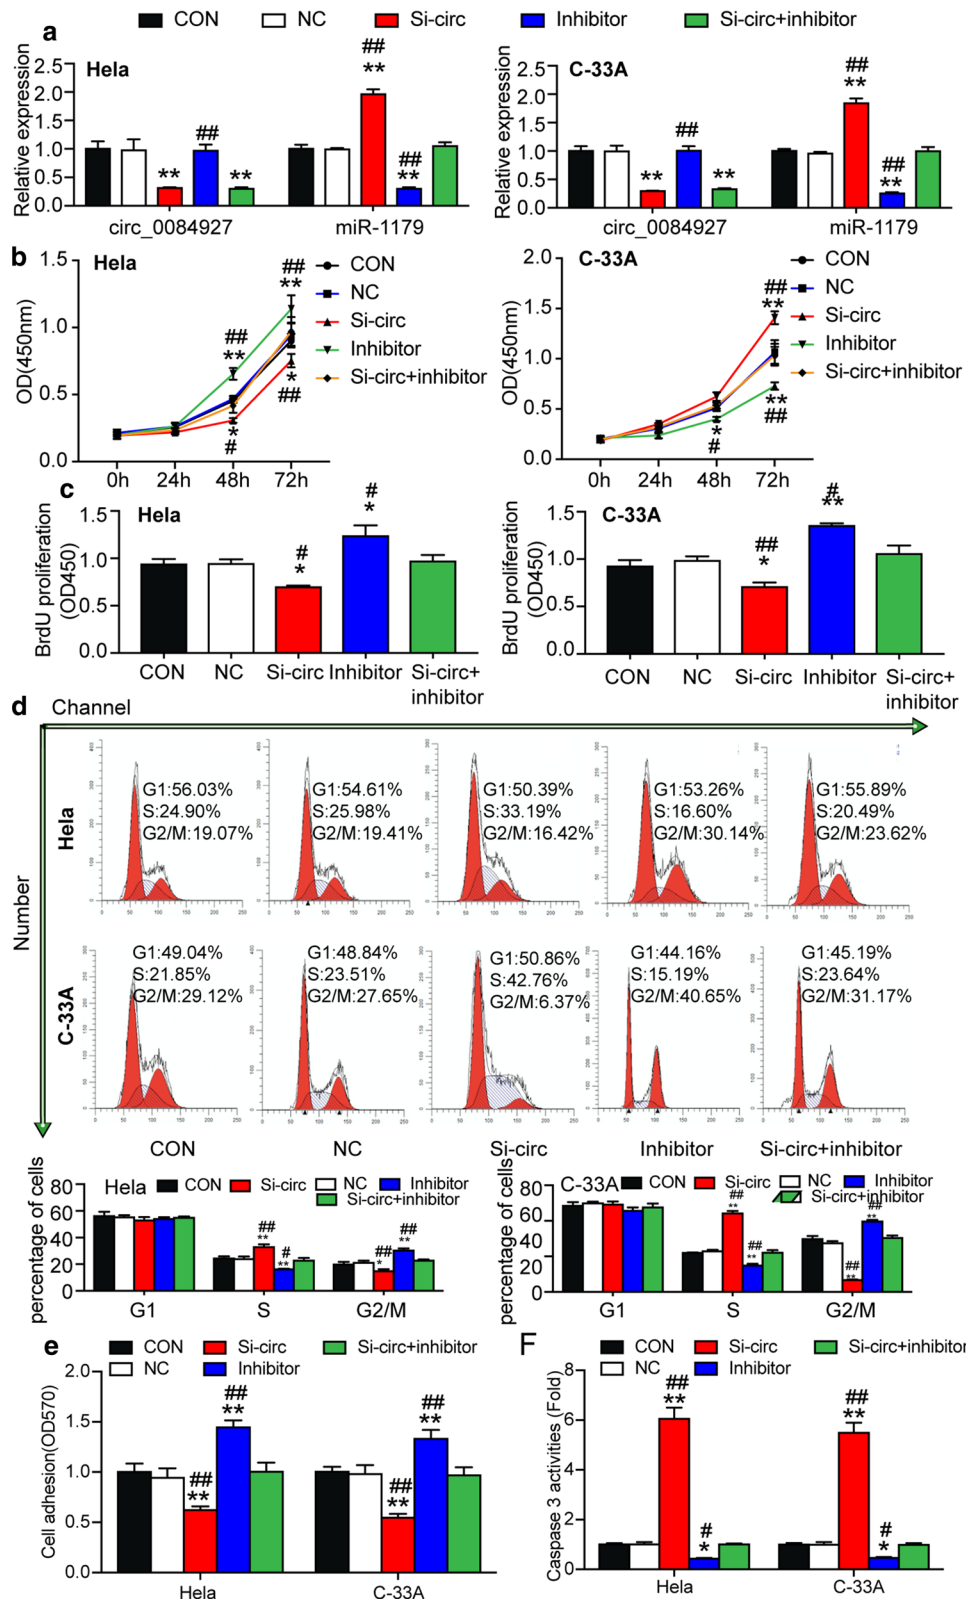 CON NC Si-circ Inhibitor Si-circ+inhibitor
a
Hela
Relative expression
2.5
2.0
1.5
1.0
0.5
0.0
##
**
**
##
**
##
**
circ_0084927 miR-1179
C-33A
Relative expression
2.5
2.0
1.5
1.0
0.5
0.0
##
**
**
##
**
##
**
circ_0084927 miR-1179
b
Hela
OD(450nm)
1.5
1.0
0.5
0.0
0h 24h 48h 72h
##
**
*
#
##
**
*
##
CON
NC
Si-circ
Inhibitor
Si-circ+inhibitor
C-33A
OD(450nm)
2.0
1.5
1.0
0.5
0.0
0h 24h 48h 72h
*
#
##
**
**
##
CON
NC
Si-circ
Inhibitor
Si-circ+inhibitor
c
Hela
BrdU proliferation
(OD450)
1.5
1.0
0.5
0.0
#
*
#
*
CON NC Si-circ Inhibitor Si-circ+
inhibitor
C-33A
BrdU proliferation
(OD450)
1.5
1.0
0.5
0.0
##
*
#
**
CON NC Si-circ Inhibitor Si-circ+
inhibitor
d
Channel
Number
Hela
G1:56.03%
S:24.90%
G2/M:19.07%
G1:54.61%
S:25.98%
G2/M:19.41%
G1:50.39%
S:33.19%
G2/M:16.42%
G1:53.26%
S:16.60%
G2/M:30.14%
G1:55.89%
S:20.49%
G2/M:23.62%
C-33A
G1:49.04%
S:21.85%
G2/M:29.12%
G1:48.84%
S:23.51%
G2/M:27.65%
G1:50.86%
S:42.76%
G2/M:6.37%
G1:44.16%
S:15.19%
G2/M:40.65%
G1:45.19%
S:23.64%
G2/M:31.17%
CON NC Si-circ Inhibitor Si-circ+inhibitor
percentage of cells
80
60
40
20
0
Hela CON Si-circ NC Inhibitor
Si-circ+inhibitor
##
**
#
**
##
*
##
**
G1 S G2/M
percentage of cells
80
60
40
20
0
C-33A CON Si-circ NC Inhibitor
Si-circ+inhibitor
##
**
##
**
##
**
##
**
G1 S G2/M
e
CON Si-circ Si-circ+inhibitor
NC Inhibitor
Cell adhesion(OD570)
2.0
1.5
1.0
0.5
0.0
##
**
##
**
##
**
##
**
Hela C-33A
F
CON Si-circ Si-circ+inhibitor
NC Inhibitor
Caspase 3 activities (Fold)
8
6
4
2
0
##
**
#
*
##
**
#
*
Hela C-33A